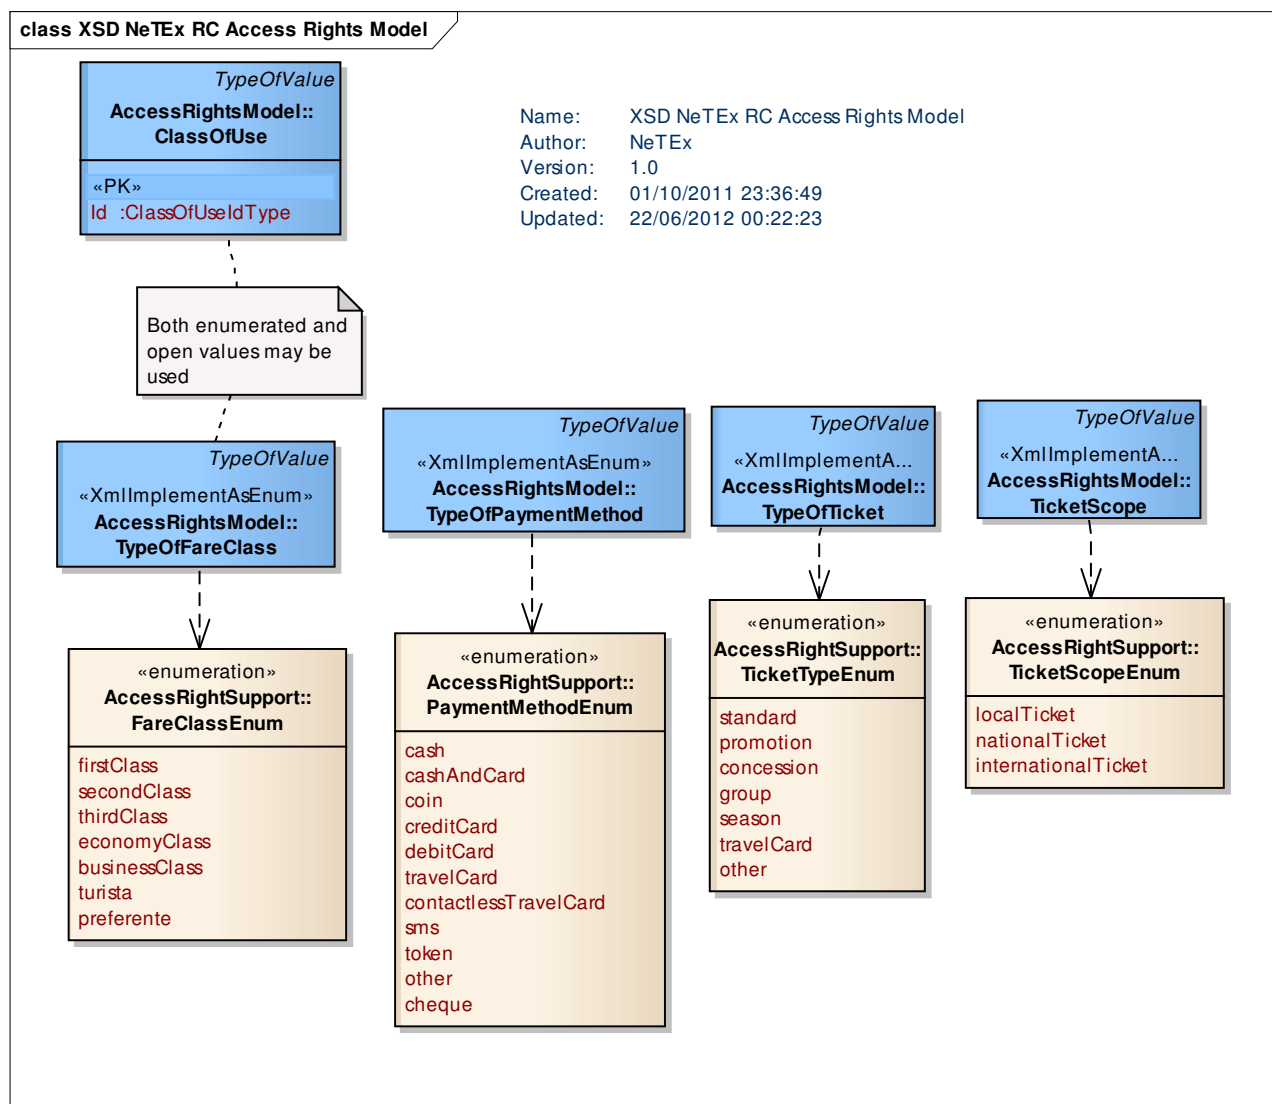 class XSD NeTEx RC Access Rights Model
TypeOfValue
AccessRightsModel::
ClassOfUse
«PK»
Id :ClassOfUseIdType
Name: XSD NeTEx RC Access Rights Model
Author: NeTEx
Version: 1.0
Created: 01/10/2011 23:36:49
Updated: 22/06/2012 00:22:23
Both enumerated and
open values may be
used
TypeOfValue
«XmlImplementAsEnum»
AccessRightsModel::
TypeOfFareClass
TypeOfValue
«XmlImplementAsEnum»
AccessRightsModel::
TypeOfPaymentMethod
TypeOfValue
«XmlImplementA...
AccessRightsModel::
TypeOfTicket
TypeOfValue
«XmlImplementA...
AccessRightsModel::
TicketScope
«enumeration»
AccessRightSupport::
FareClassEnum
firstClass
secondClass
thirdClass
economyClass
businessClass
turista
preferente
«enumeration»
AccessRightSupport::
PaymentMethodEnum
cash
cashAndCard
coin
creditCard
debitCard
travelCard
contactlessTravelCard
sms
token
other
cheque
«enumeration»
AccessRightSupport::
TicketTypeEnum
standard
promotion
concession
group
season
travelCard
other
«enumeration»
AccessRightSupport::
TicketScopeEnum
localTicket
nationalTicket
internationalTicket